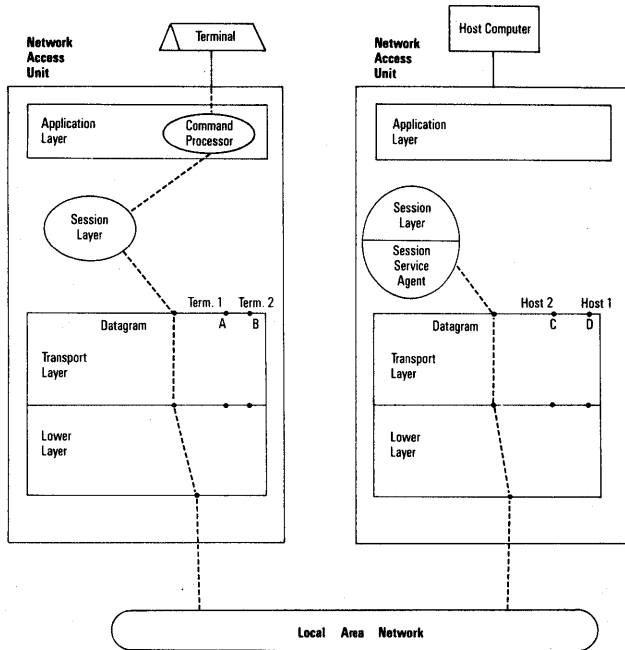 Network
Access
Unit
Terminal
Application
Layer
Command
Processor
Session
Layer
Term. 1
Term. 2
Datagram
A
B
Transport
Layer
Lower
Layer
Network
Access
Unit
Host Computer
Application
Layer
Session
Layer
Session
Service
Agent
Host 2
Host 1
Datagram
C
D
Transport
Layer
Lower
Layer
Local Area Network